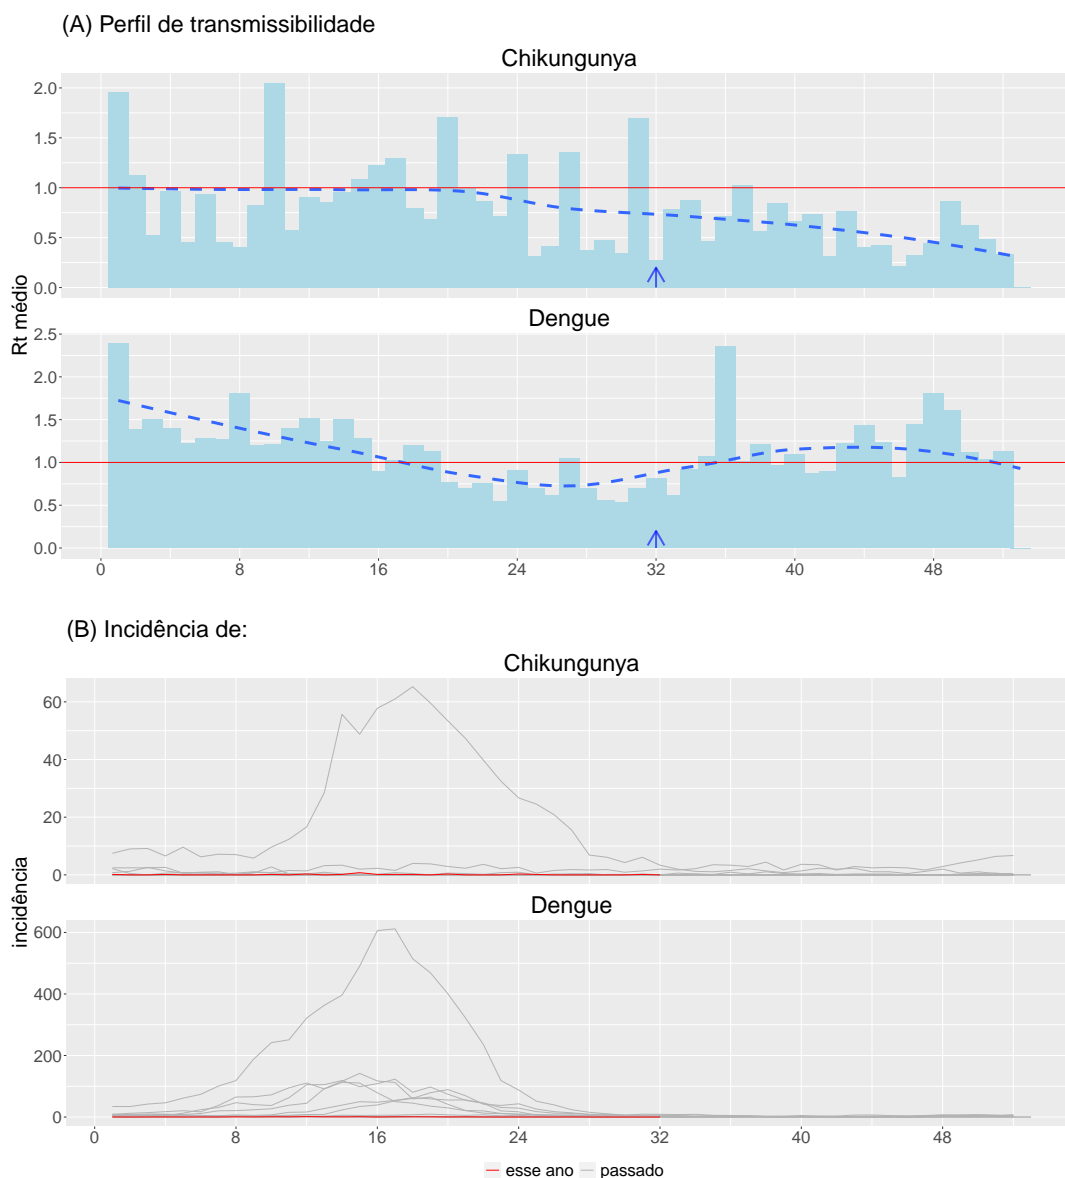 (A) Perfil de transmissibilidade
Chikungunya
2.0
1.5
1.0
0.5
0.0
Rt médio
Dengue
2.5
2.0
1.5
1.0
0.5
0.0
0 8 16 24 32 40 48
(B) Incidência de:
Chikungunya
60
40
20
0
incidência
Dengue
600
400
200
0
0 8 16 24 32 40 48
esse ano passado